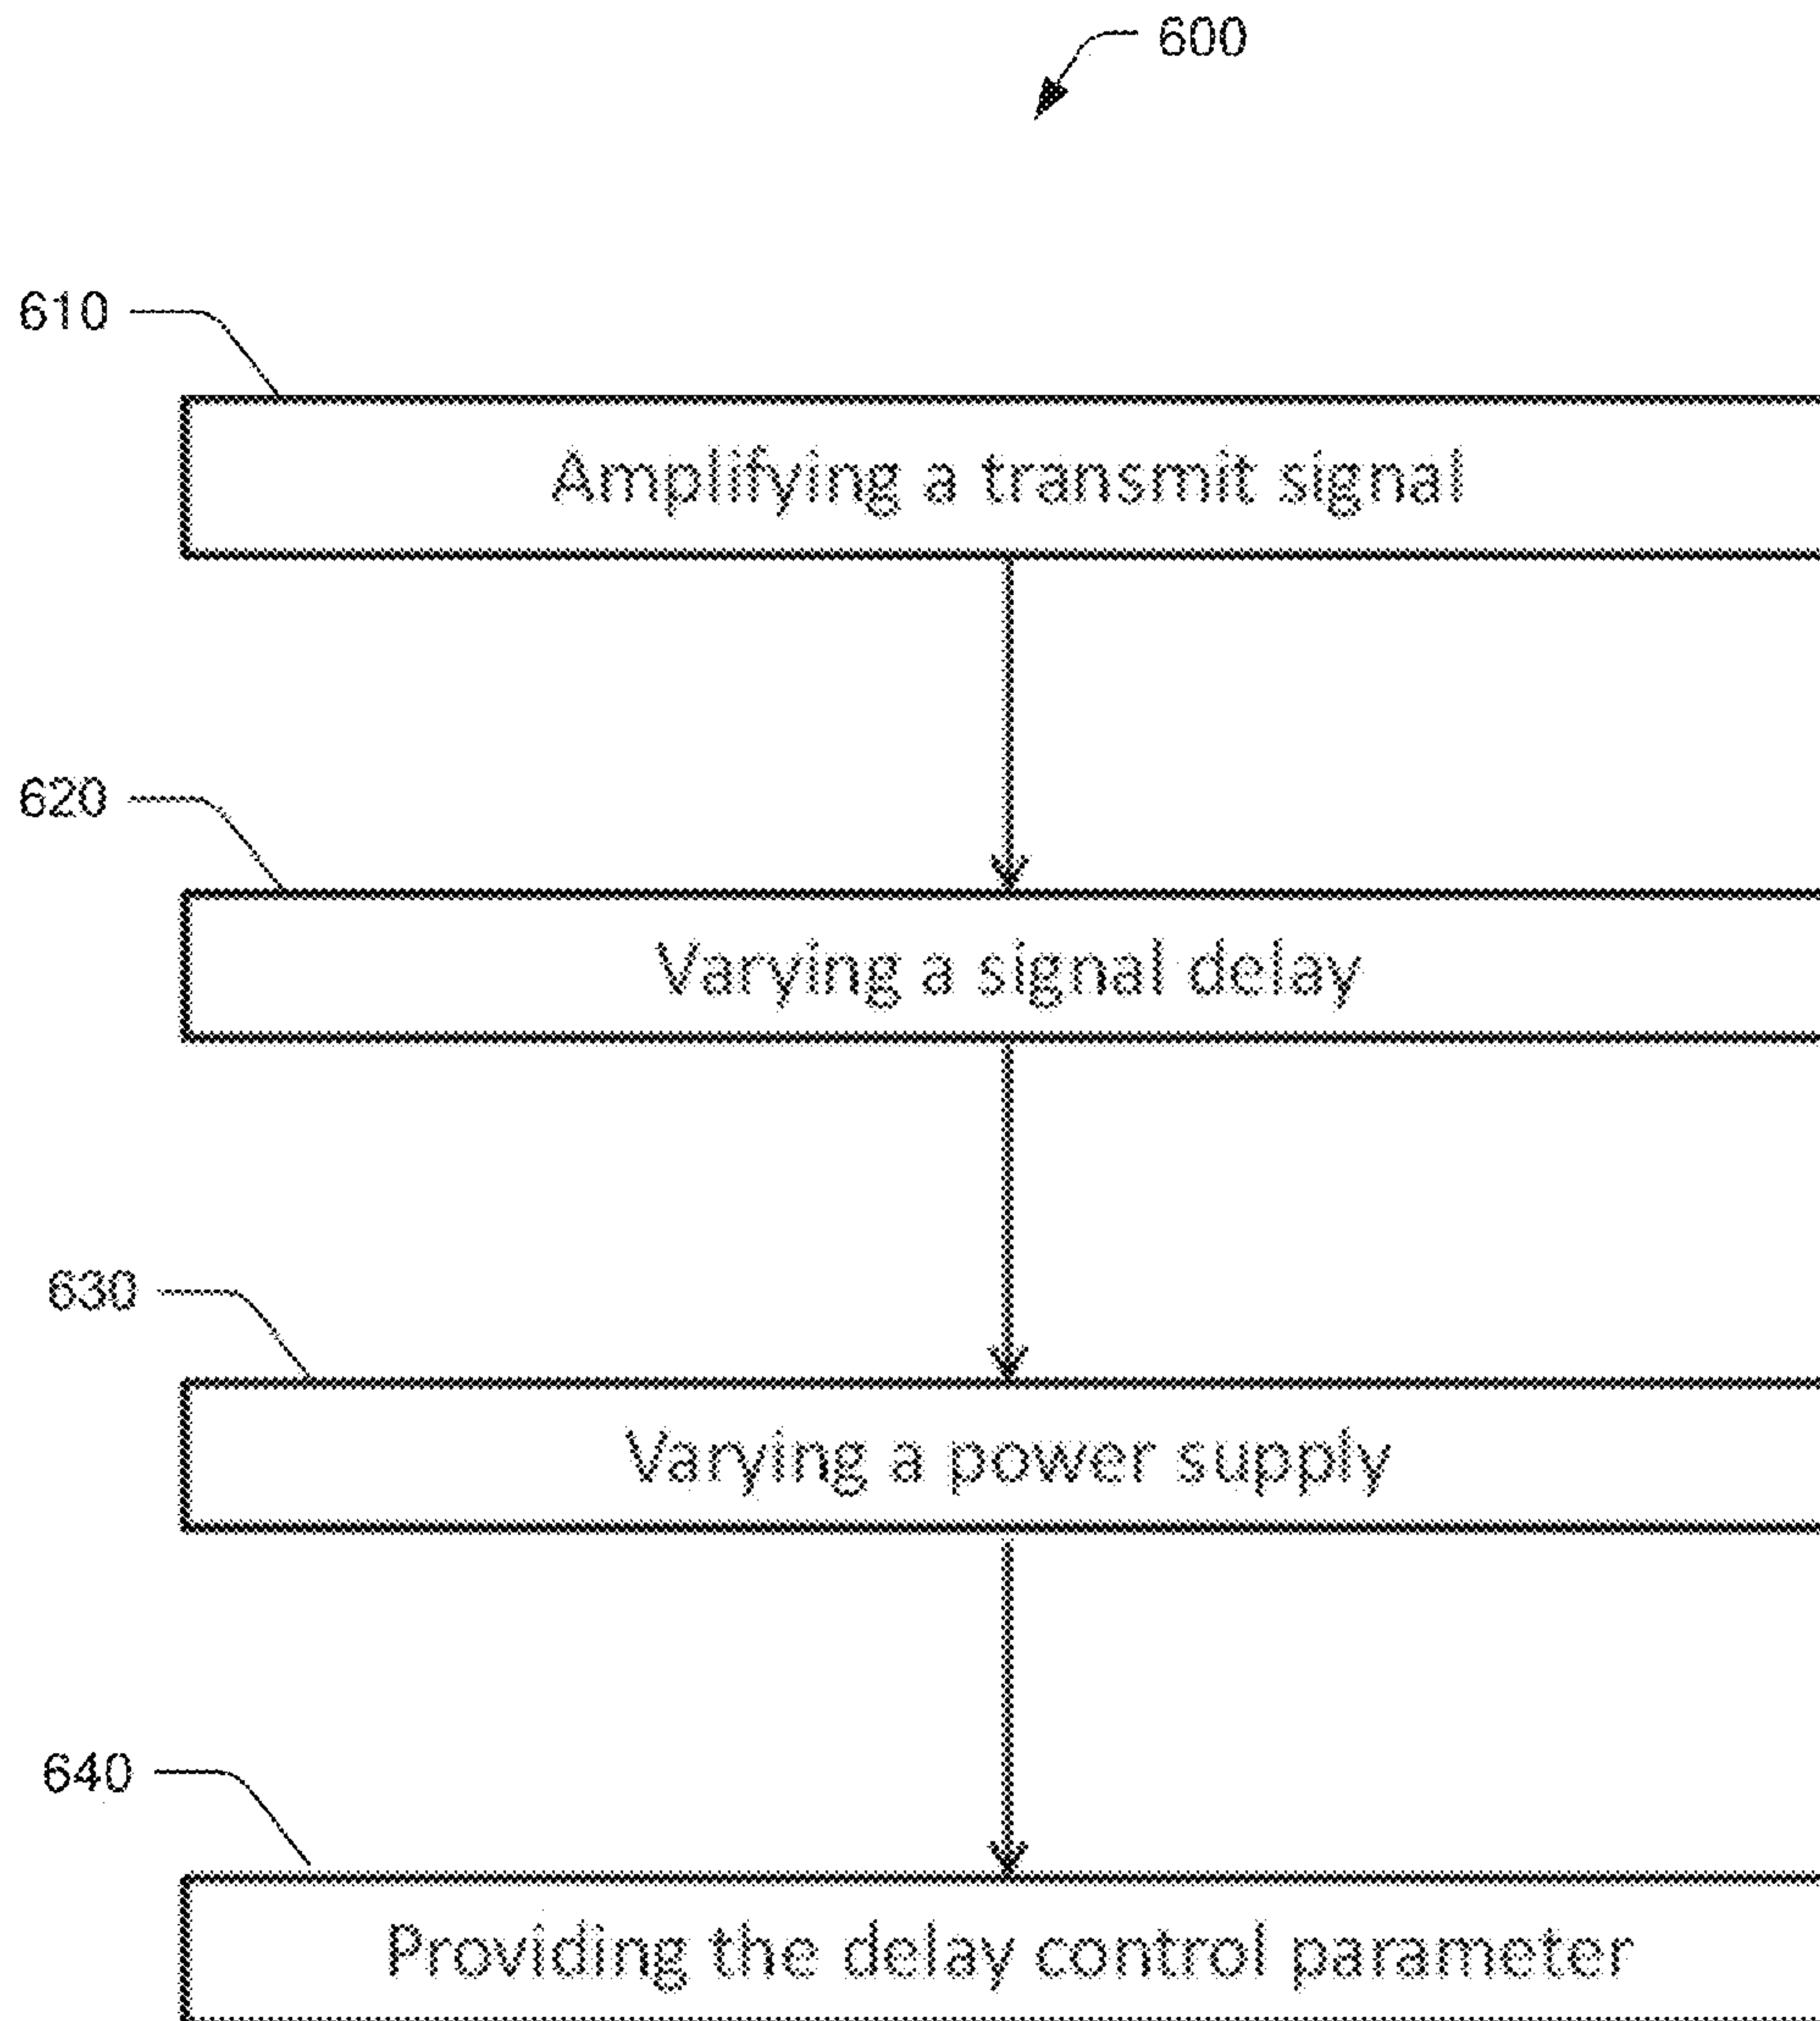 600
610
Amplifying a transmit signal
620
Varying a signal delay
630
Varying a power supply
640
Providing the delay control parameter